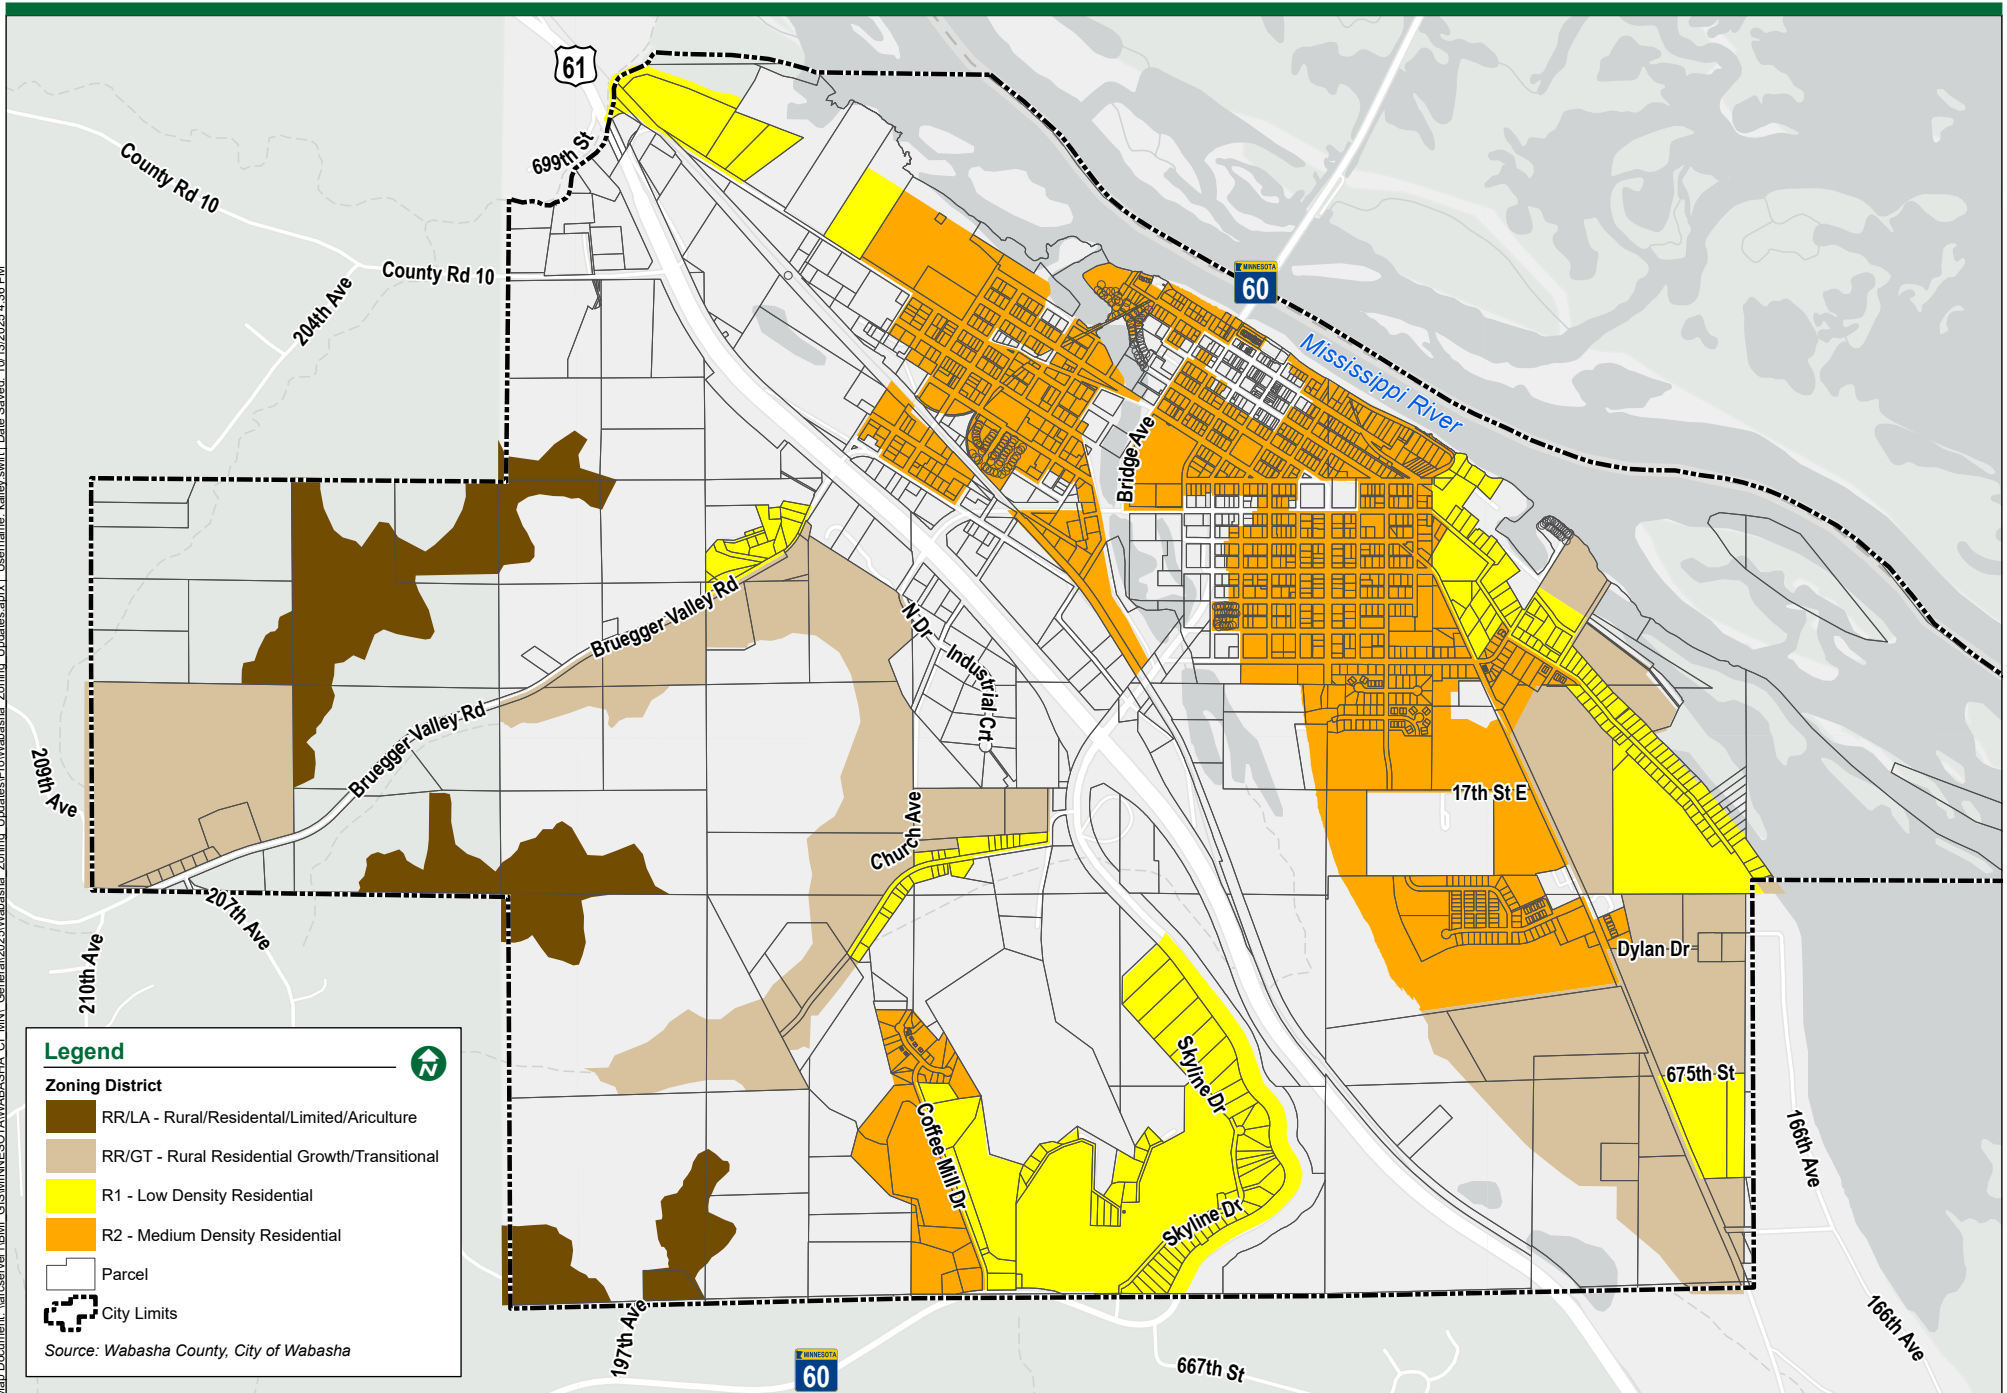 61
699th St
County Rd 10
County Rd 10
204th Ave
MINNESOTA
60
Mississippi River
Bridge Ave
Bruegger Valley Rd
N Dr
Industrial Crt
Bruegger Valley Rd
209th Ave
17th St E
Church Ave
207th Ave
210th Ave
Dylan Dr
Skyline Dr
675th St
Coffee Mill Dr
166th Ave
Skyline Dr
197th Ave
166th Ave
667th St
MINNESOTA
60
Legend
N
Zoning District
RR/LA - Rural/Residental/Limited/Ariculture
RR/GT - Rural Residential Growth/Transitional
R1 - Low Density Residential
R2 - Medium Density Residential
Parcel
City Limits
Source: Wabasha County, City of Wabasha